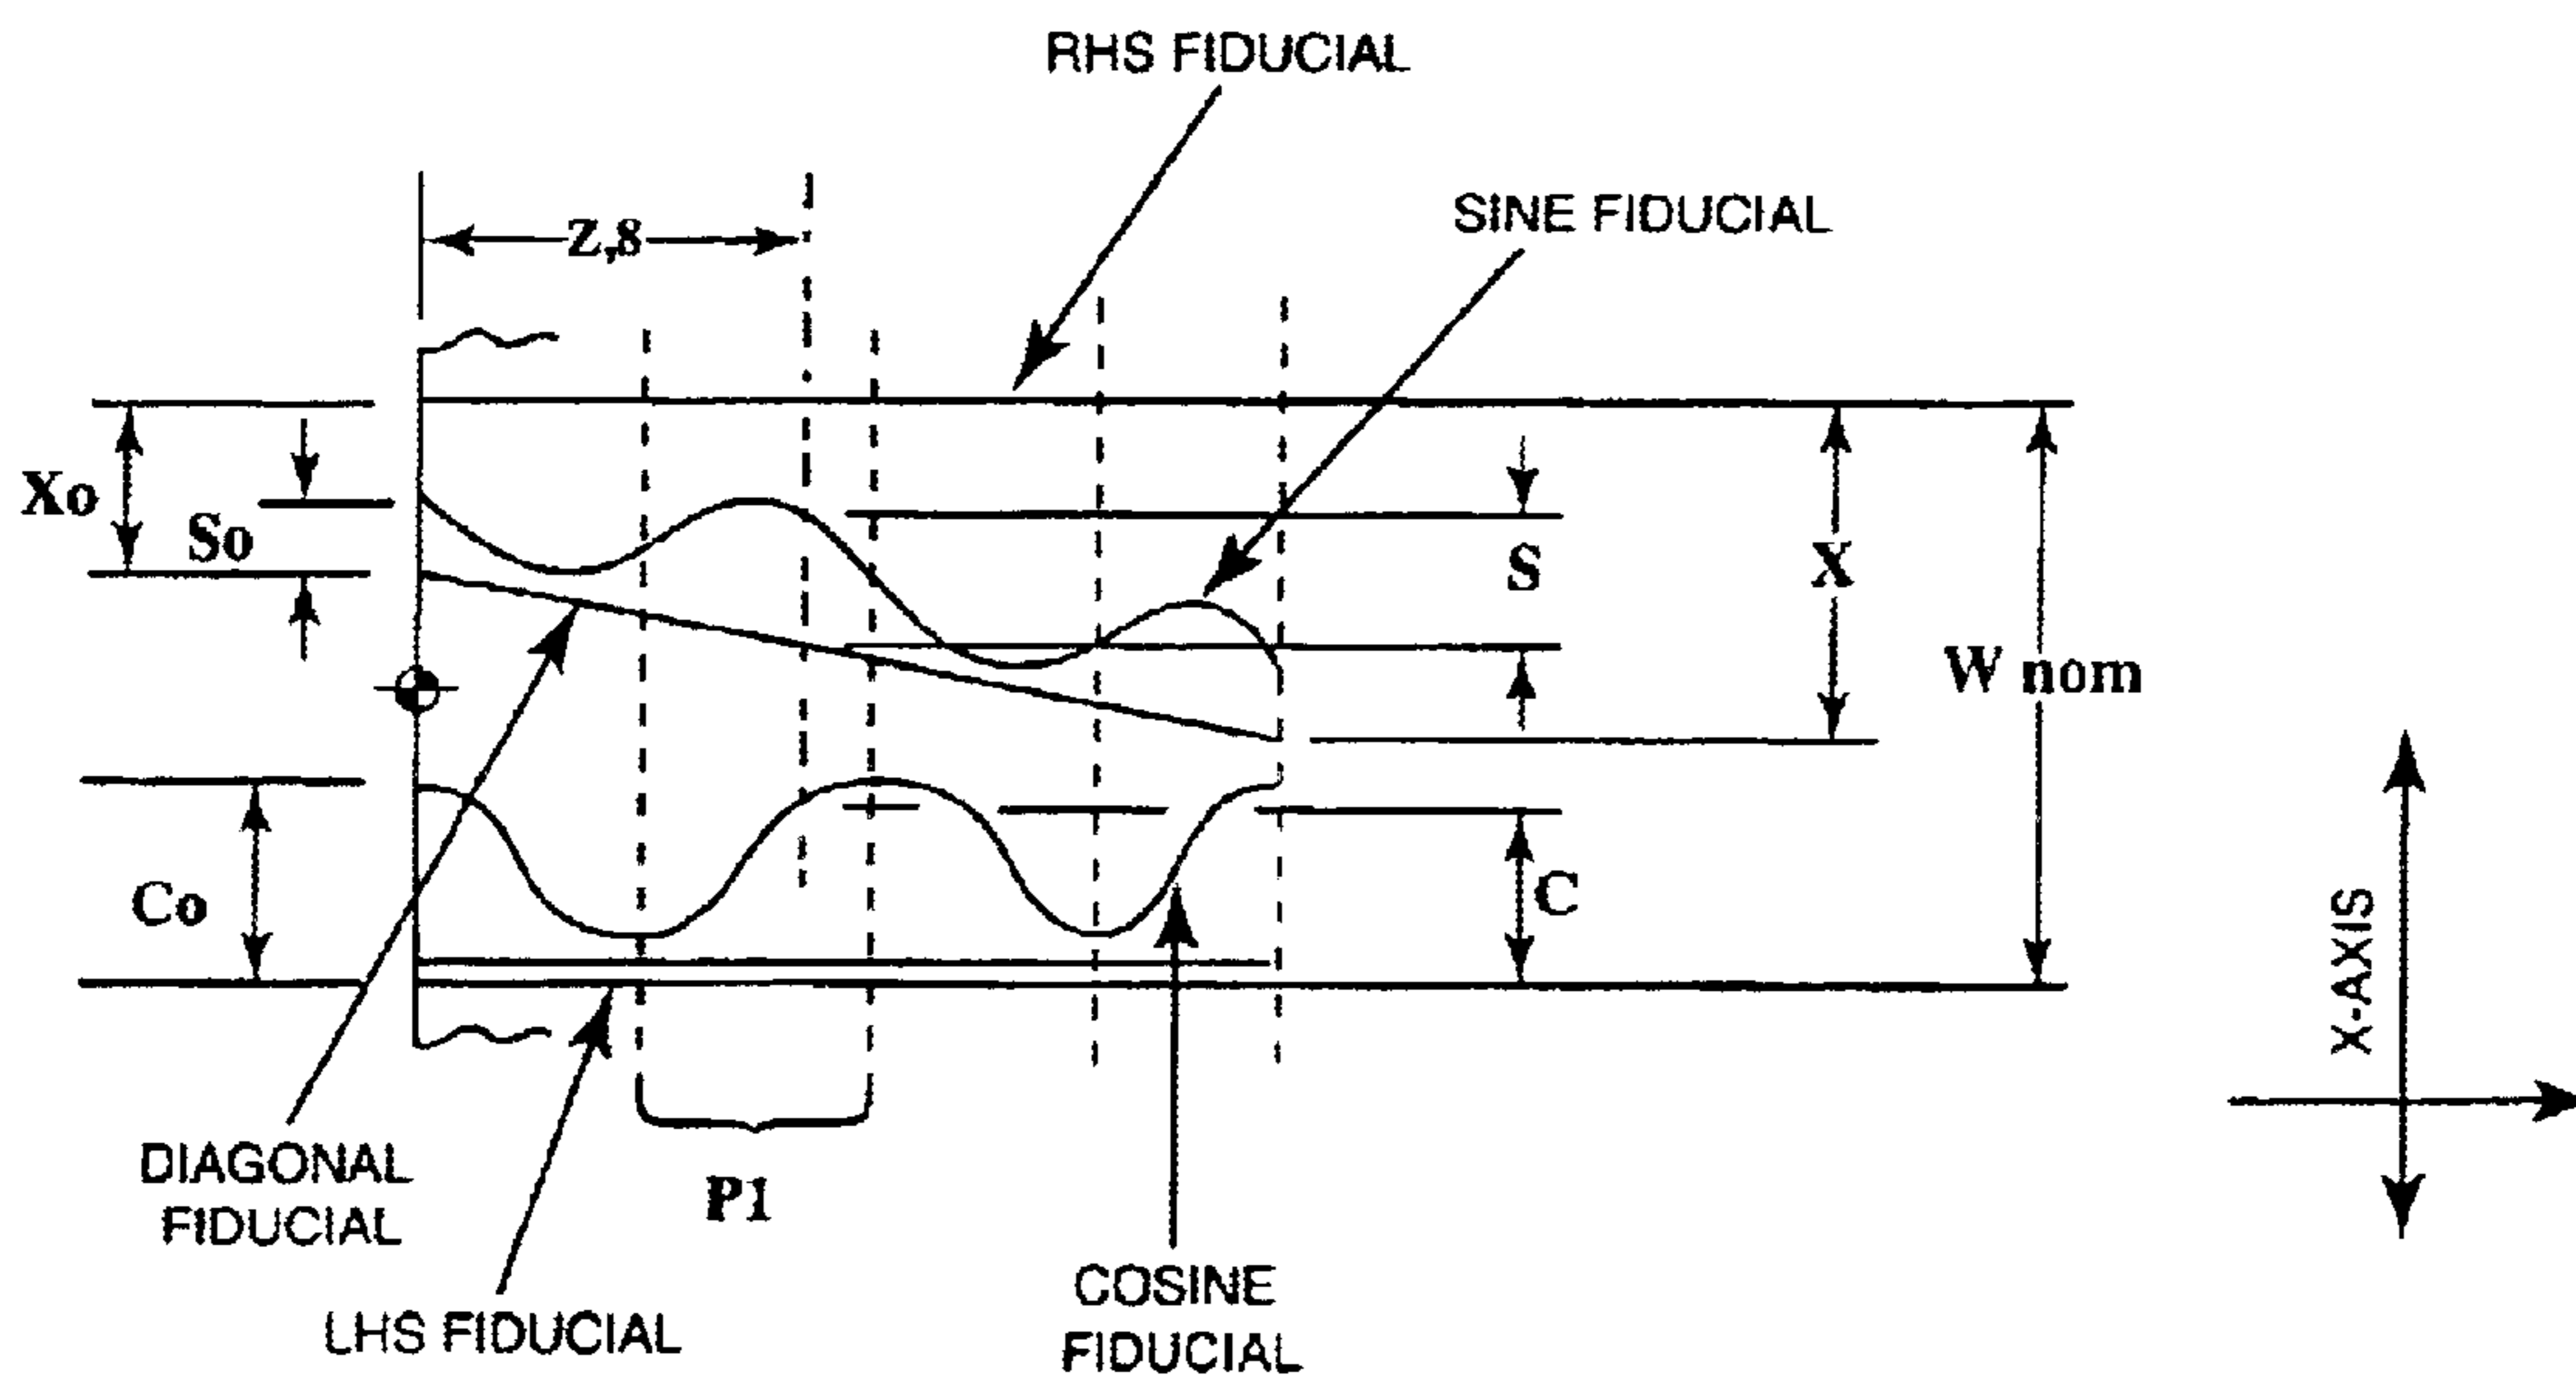 RHS FIDUCIAL
SINE FIDUCIAL
Z,8
Xo
So
S
X
W nom
Co
C
X-AXIS
DIAGONAL
FIDUCIAL
P1
LHS FIDUCIAL
COSINE
FIDUCIAL